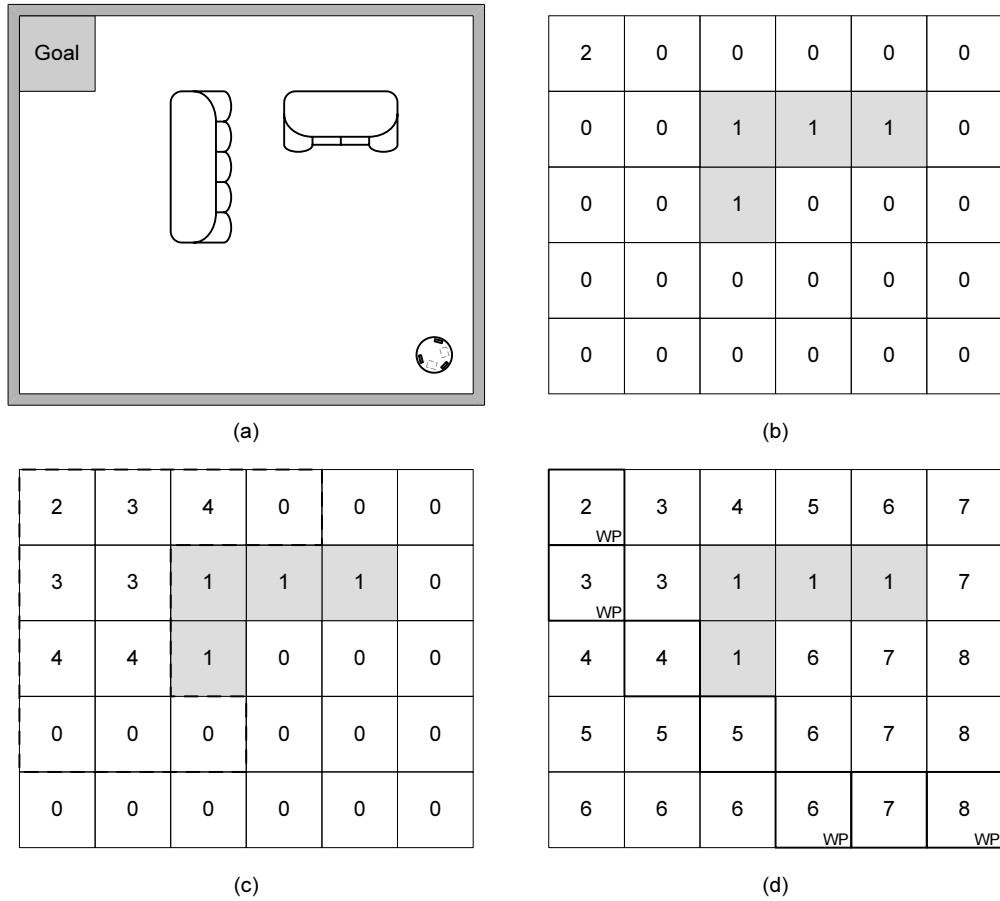 Goal
2 0 0 0 0 0
0 0 1 1 1 0
0 0 1 0 0 0
0 0 0 0 0 0
0 0 0 0 0 0
(a)
(b)
2 3 4 0 0 0
3 3 1 1 1 0
4 4 1 0 0 0
0 0 0 0 0 0
0 0 0 0 0 0
(c)
2 WP 3 4 5 6 7
3 WP 3 1 1 1 7
4 4 1 6 7 8
5 5 5 6 7 8
6 6 6 6 WP 7 8 WP
(d)